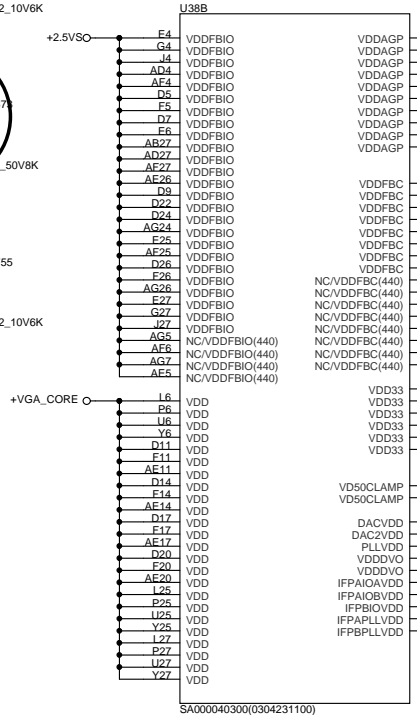 2_10V6K
U38B
+2.5VS
E4 VDDFBIO VDDAGP
G4 VDDFBIO VDDAGP
J4 VDDFBIO VDDAGP
AD4 VDDFBIO VDDAGP
AF4 VDDFBIO VDDAGP
D5 VDDFBIO VDDAGP
F5 VDDFBIO VDDAGP
D7 VDDFBIO VDDAGP
E6 VDDFBIO VDDAGP
AB27 VDDFBIO VDDAGP
AD27 VDDFBIO
_50V8K
AF27 VDDFBIO
AE26 VDDFBIO VDDFBC
D9 VDDFBIO VDDFBC
D22 VDDFBIO VDDFBC
D24 VDDFBIO VDDFBC
AG24 VDDFBIO VDDFBC
E25 VDDFBIO VDDFBC
AF25 VDDFBIO VDDFBC
55
D26 VDDFBIO VDDFBC
F26 VDDFBIO NC/VDDFBC(440)
AG26 VDDFBIO NC/VDDFBC(440)
E27 VDDFBIO NC/VDDFBC(440)
G27 VDDFBIO NC/VDDFBC(440)
2_10V6K
J27 VDDFBIO NC/VDDFBC(440)
AG5 NC/VDDFBIO(440) NC/VDDFBC(440)
AF6 NC/VDDFBIO(440) NC/VDDFBC(440)
AG7 NC/VDDFBIO(440) NC/VDDFBC(440)
AE5 NC/VDDFBIO(440)
VDD33
+VGA_CORE
L6 VDD VDD33
P6 VDD VDD33
U6 VDD VDD33
Y6 VDD VDD33
D11 VDD VDD33
F11 VDD
AE11 VDD
D14 VDD VD50CLAMP
F14 VDD VD50CLAMP
AE14 VDD
D17 VDD DACVDD
F17 VDD DAC2VDD
AE17 VDD PLLVDD
D20 VDD VDDDVO
F20 VDD VDDDVO
AE20 VDD IFPAIOAVDD
L25 VDD IFPAIOBVDD
P25 VDD IFPBIOVDD
U25 VDD IFPAPLLVDD
Y25 VDD IFPBPLLVDD
L27 VDD
P27 VDD
U27 VDD
Y27 VDD
SA000040300(0304231100)